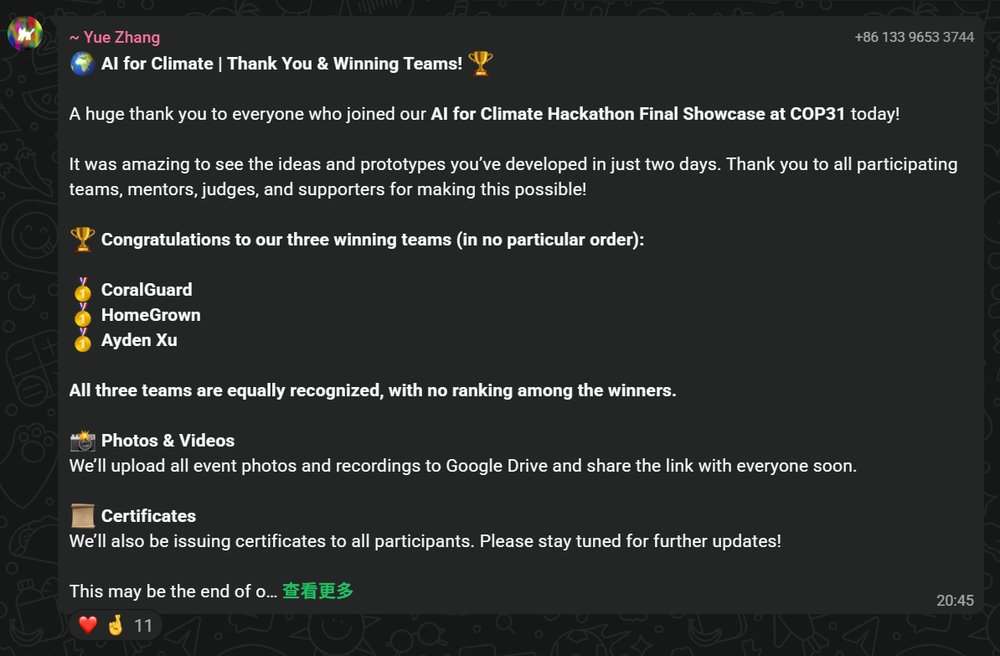 ~ Yue Zhang
+86 133 9653 3744
🌍 AI for Climate | Thank You & Winning Teams! 🏆
A huge thank you to everyone who joined our AI for Climate Hackathon Final Showcase at COP31 today!
It was amazing to see the ideas and prototypes you’ve developed in just two days. Thank you to all participating
teams, mentors, judges, and supporters for making this possible!
🏆 Congratulations to our three winning teams (in no particular order):
🥇 CoralGuard
🥇 HomeGrown
🥇 Ayden Xu
All three teams are equally recognized, with no ranking among the winners.
📸 Photos & Videos
We’ll upload all event photos and recordings to Google Drive and share the link with everyone soon.
📜 Certificates
We’ll also be issuing certificates to all participants. Please stay tuned for further updates!
This may be the end of o... 查看更多
20:45
❤️ 🤞 11